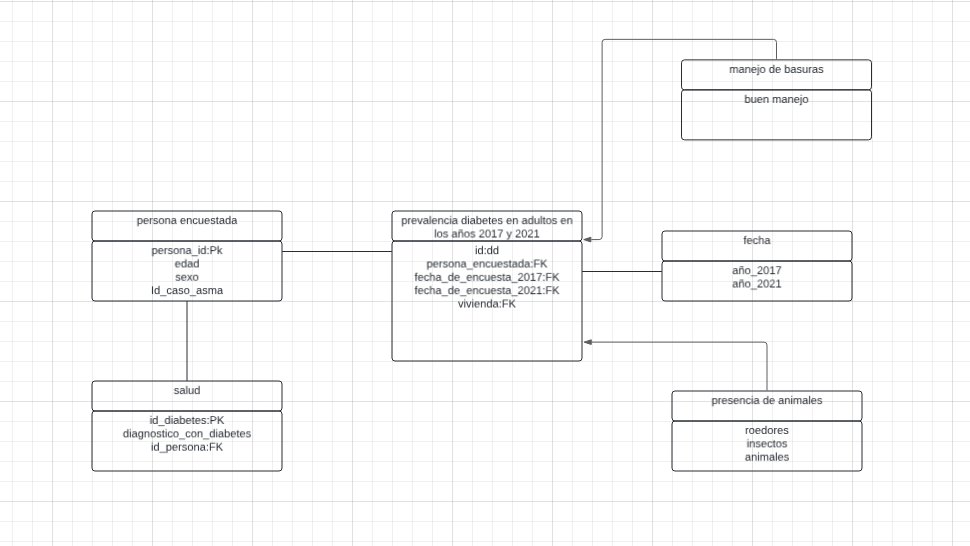 manejo de basuras
buen manejo
persona encuestada
persona_id:Pk
edad
sexo
Id_caso_asma
prevalencia diabetes en adultos en
los años 2017 y 2021
id:dd
persona_encuestada:FK
fecha_de_encuesta_2017:FK
fecha_de_encuesta_2021:FK
vivienda:FK
fecha
año_2017
año_2021
salud
id_diabetes:PK
diagnostico_con_diabetes
id_persona:FK
presencia de animales
roedores
insectos
animales